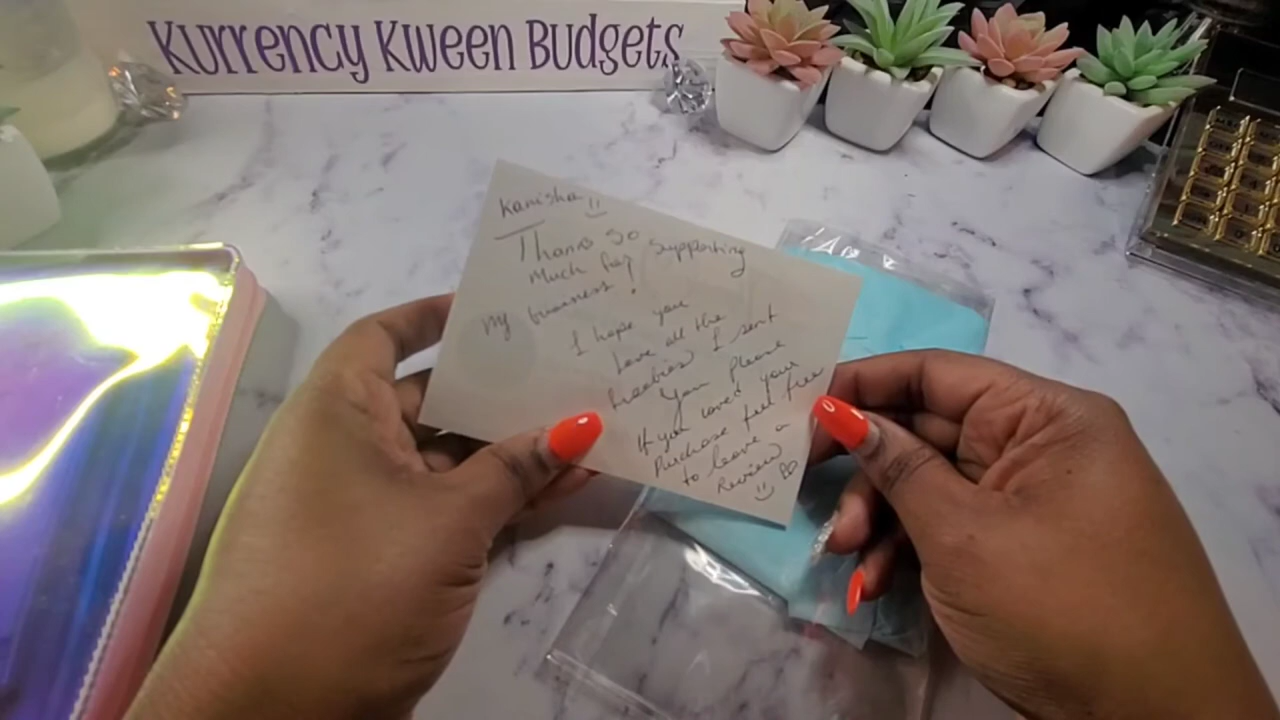 Kurrency Kween Budgets
Kanisha
Thanks so
much for supporting
my business!
I hope you
love all the
freebies I sent
you please
If you loved your
purchase feel free
to leave a
Review